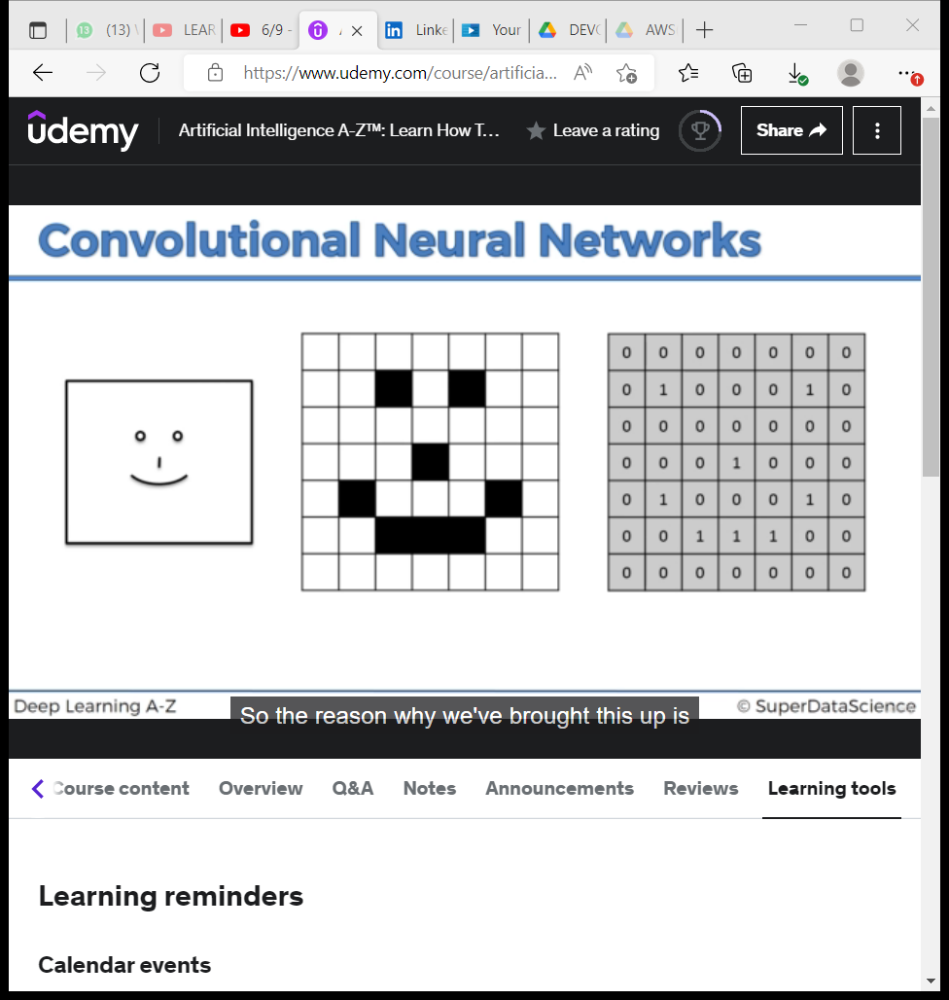 13 (13) LEAR 6/9 - Linke Your DEV AWS
https://www.udemy.com/course/artificia...
udemy Artificial Intelligence A-Z™: Learn How T... Leave a rating Share
Convolutional Neural Networks
0 0 0 0 0 0 0
0 1 0 0 0 1 0
0 0 0 0 0 0 0
0 0 0 1 0 0 0
0 1 0 0 0 1 0
0 0 1 1 1 0 0
0 0 0 0 0 0 0
Deep Learning A-Z © SuperDataScience
So the reason why we've brought this up is
Course content Overview Q&A Notes Announcements Reviews Learning tools
Learning reminders
Calendar events